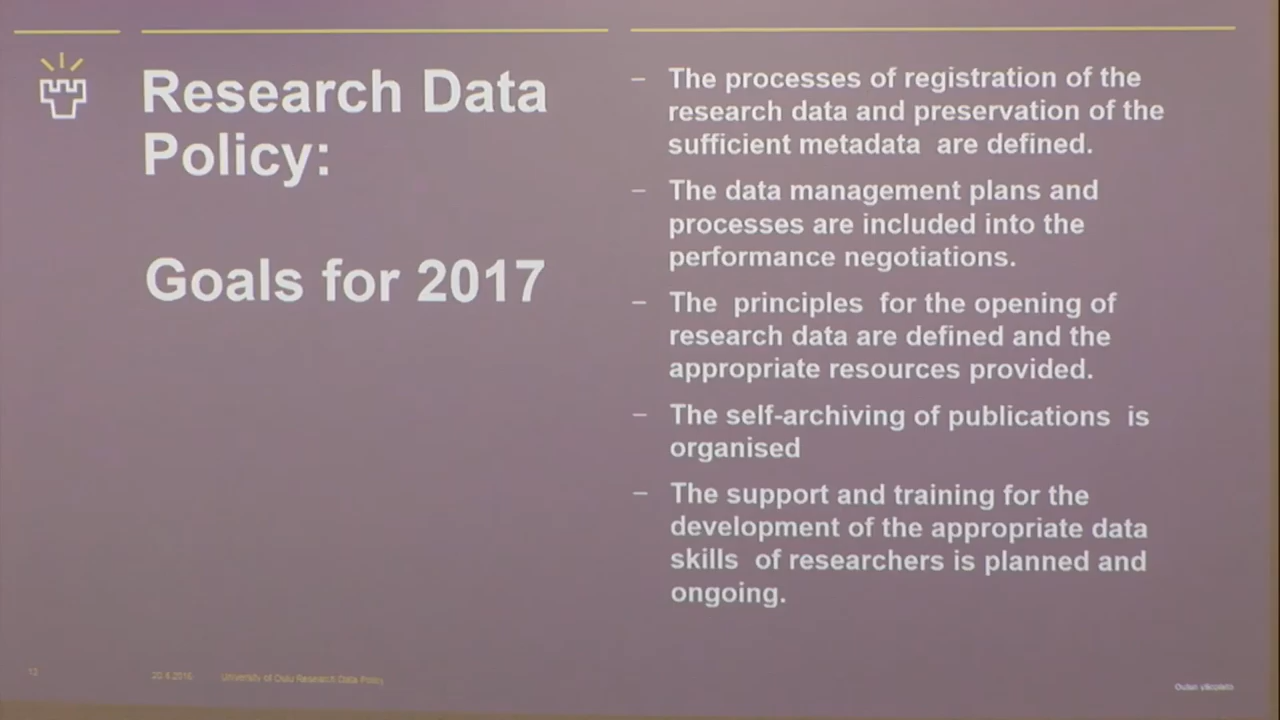 Research Data
Policy:
Goals for 2017
– The processes of registration of the
research data and preservation of the
sufficient metadata are defined.
– The data management plans and
processes are included into the
performance negotiations.
– The principles for the opening of
research data are defined and the
appropriate resources provided.
– The self-archiving of publications is
organised
– The support and training for the
development of the appropriate data
skills of researchers is planned and
ongoing.
University of Oulu Research Data Policy
Oulun yliopisto